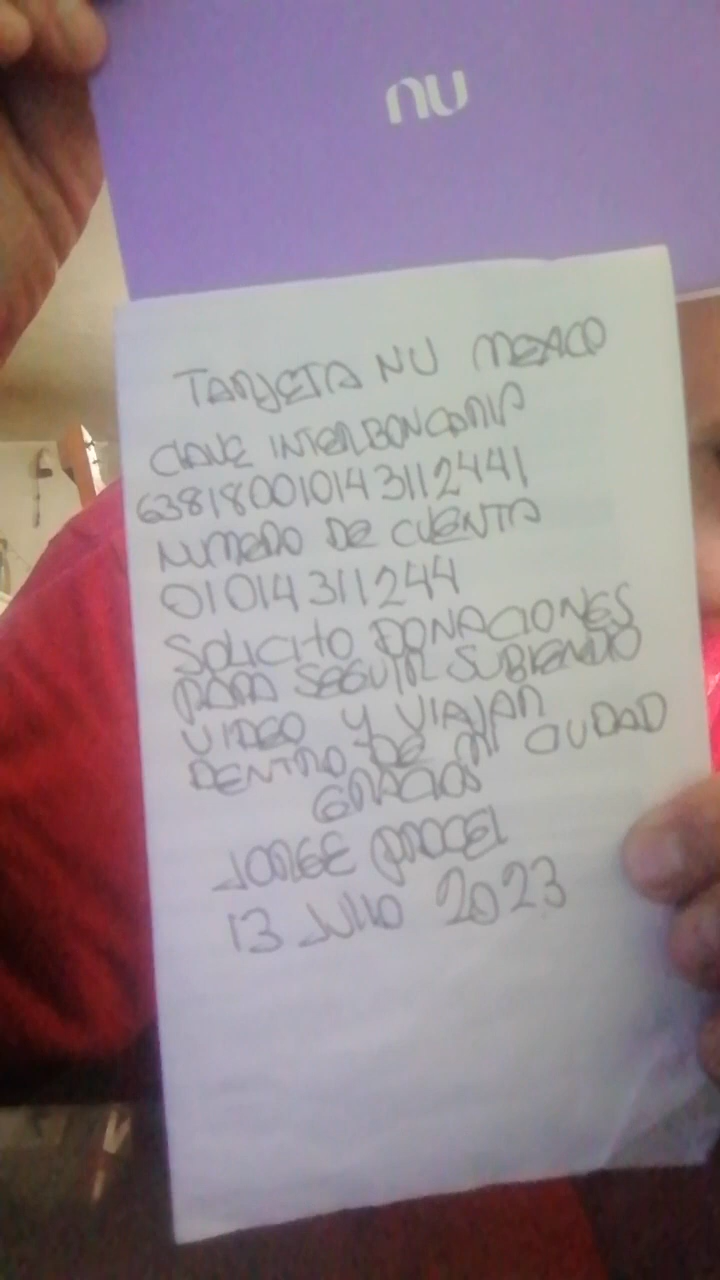 nu
TARJETA NU MEXICO
CLAVE INTERBANCARIA
638180010143112441
NUMERO DE CUENTA
01014311244
SOLICITO DONACIONES
PARA SEGUIR SUBIENDO
VIDEO Y VIAJAR
DENTRO DE MI CIUDAD
GRACIAS
JORGE
13 JULIO 2023